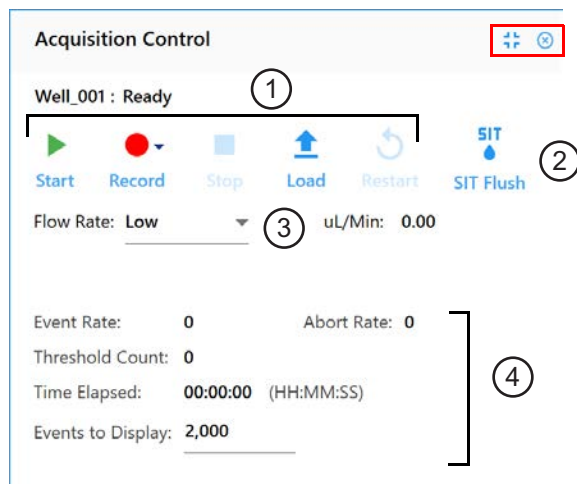 Acquisition Control
Well_001 : Ready
1
SIT
2
Start Record Stop Load Restart SIT Flush
Flow Rate: Low 3 uL/Min: 0.00
Event Rate: 0 Abort Rate: 0
Threshold Count: 0
4
Time Elapsed: 00:00:00 (HH:MM:SS)
Events to Display: 2,000